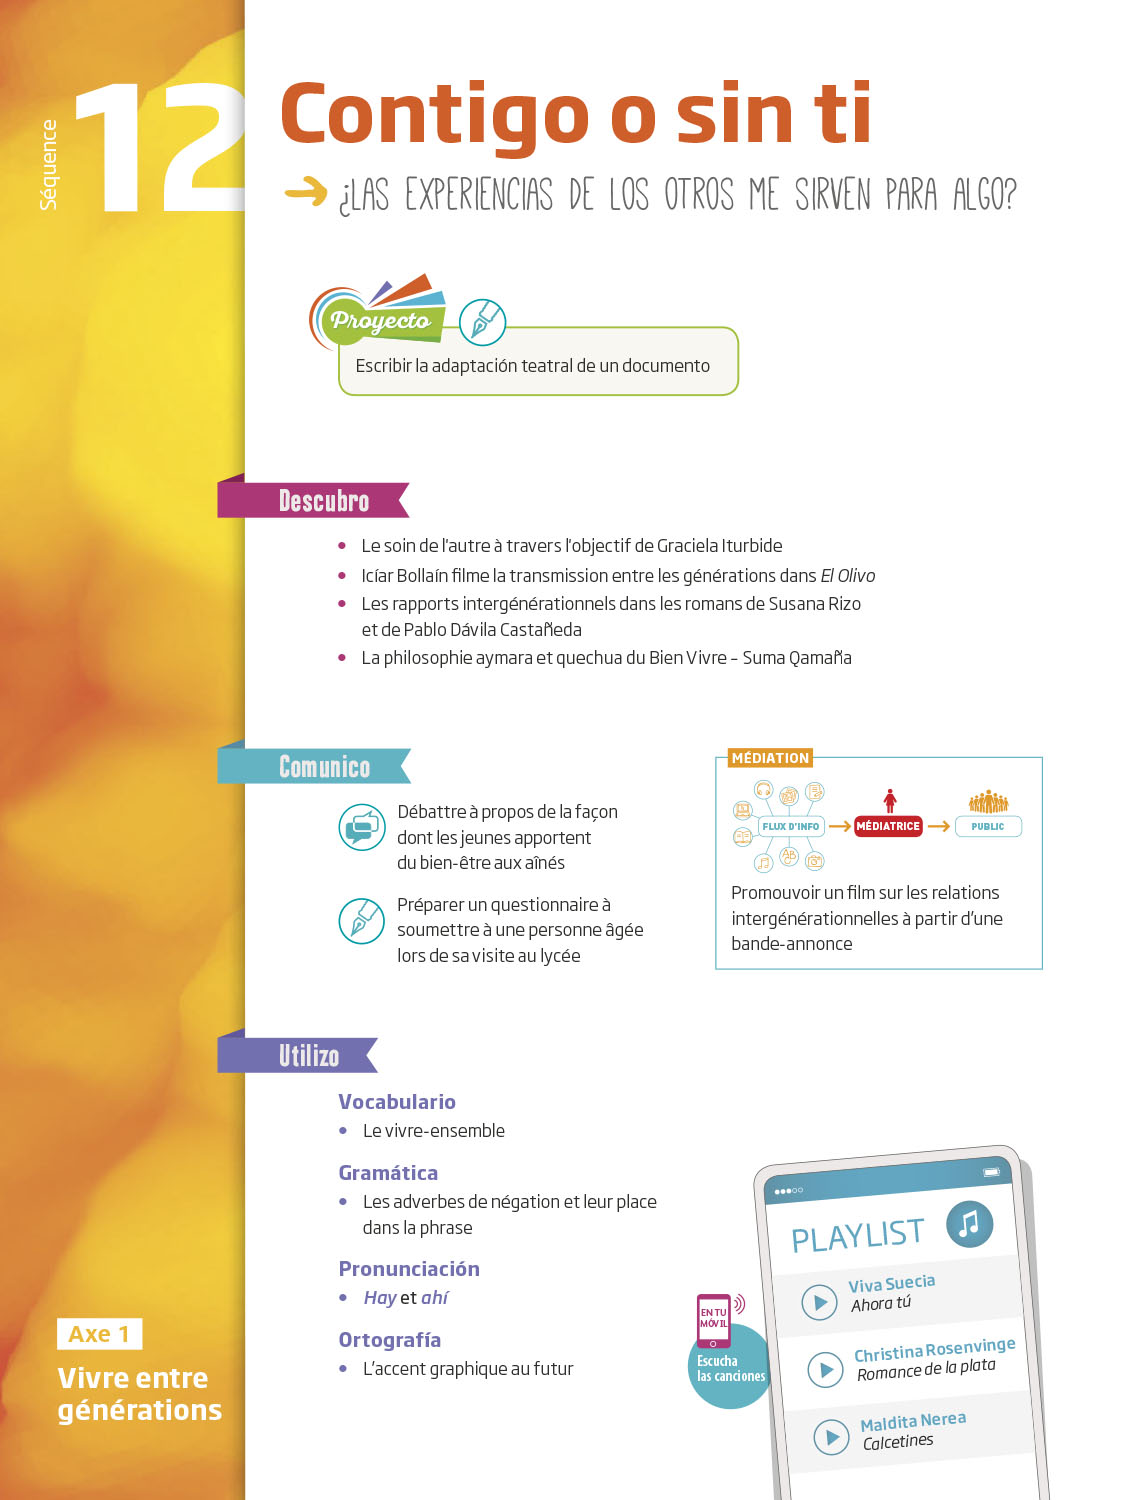 Séquence
12
Contigo o sin ti
¿LAS EXPERIENCIAS DE LOS OTROS ME SIRVEN PARA ALGO?
Proyecto
Escribir la adaptación teatral de un documento
Descubro
• Le soin de l'autre à travers l'objectif de Graciela Iturbide
• Icíar Bollaín filme la transmission entre les générations dans El Olivo
• Les rapports intergénérationnels dans les romans de Susana Rizo
et de Pablo Dávila Castañeda
• La philosophie aymara et quechua du Bien Vivre – Suma Qamaña
Comunico
Débattre à propos de la façon
dont les jeunes apportent
du bien-être aux aînés
Préparer un questionnaire à
soumettre à une personne âgée
lors de sa visite au lycée
MÉDIATION
FLUX D'INFO
MÉDIATRICE
PUBLIC
Promouvoir un film sur les relations
intergénérationnelles à partir d'une
bande-annonce
Utilizo
Vocabulario
• Le vivre-ensemble
Gramática
• Les adverbes de négation et leur place
dans la phrase
Pronunciación
• Hay et ahí
Ortografía
• L'accent graphique au futur
EN TU
MÓVIL
Escucha
las canciones
PLAYLIST
Viva Suecia
Ahora tú
Christina Rosenvinge
Romance de la plata
Maldita Nerea
Calcetines
Axe 1
Vivre entre
générations